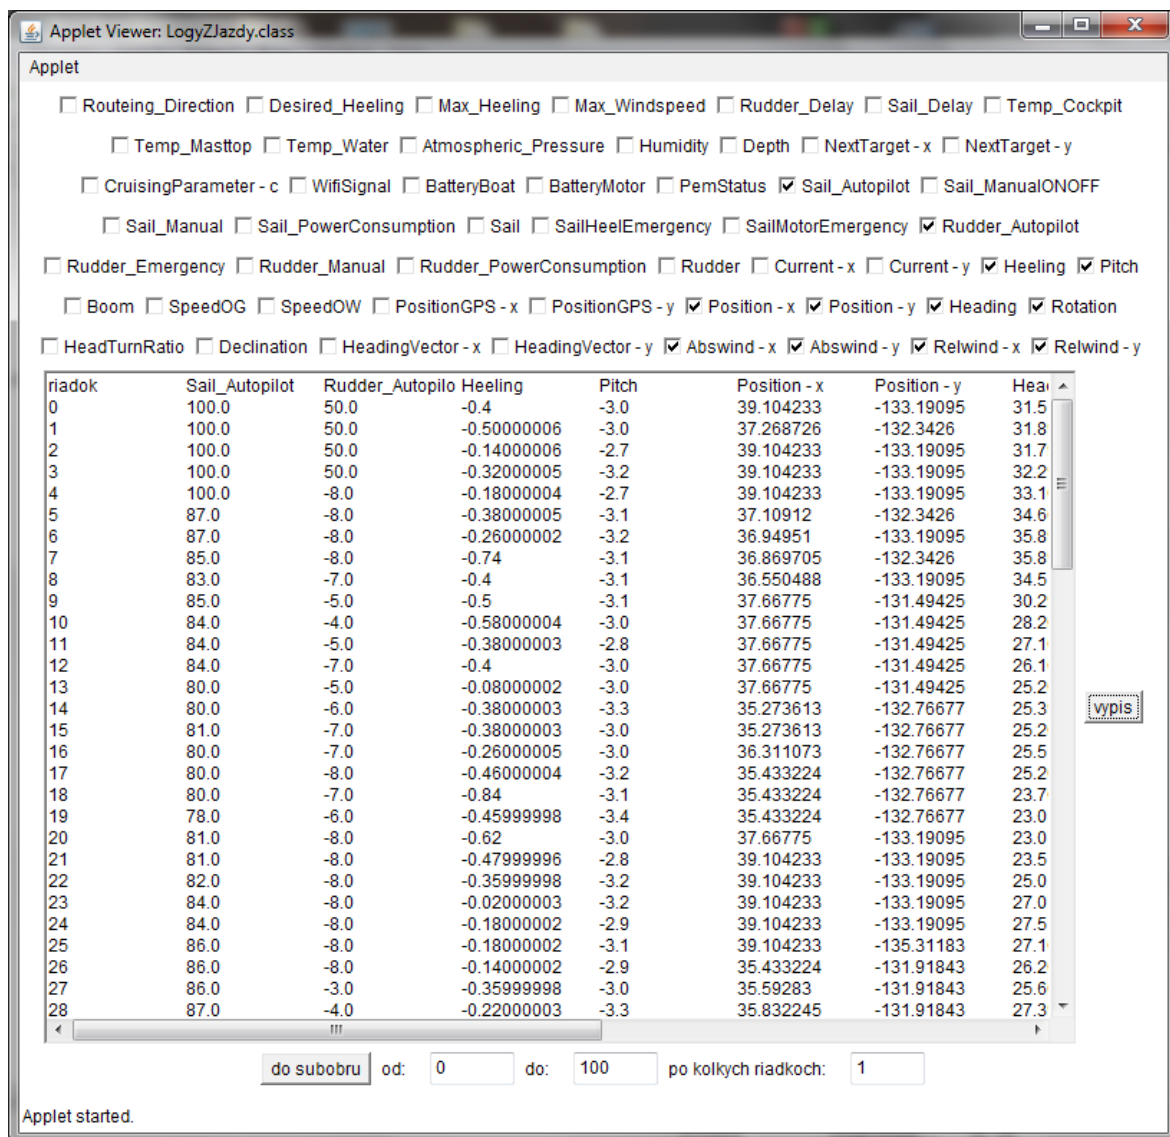 Applet Viewer: LogyZJazdy.class
Applet
Routeing_Direction Desired_Heeling Max_Heeling Max_Windspeed Rudder_Delay Sail_Delay Temp_Cockpit
Temp_Masttop Temp_Water Atmospheric_Pressure Humidity Depth NextTarget - x NextTarget - y
CruisingParameter - c WifiSignal BatteryBoat BatteryMotor PemStatus Sail_Autopilot Sail_ManualONOFF
Sail_Manual Sail_PowerConsumption Sail SailHeelEmergency SailMotorEmergency Rudder_Autopilot
Rudder_Emergency Rudder_Manual Rudder_PowerConsumption Rudder Current - x Current - y Heeling Pitch
Boom SpeedOG SpeedOW PositionGPS - x PositionGPS - y Position - x Position - y Heading Rotation
HeadTurnRatio Declination HeadingVector - x HeadingVector - y Abswind - x Abswind - y Relwind - x Relwind - y
riadok Sail_Autopilot Rudder_Autopilo Heeling Pitch Position - x Position - y Hea
0 100.0 50.0 -0.4 -3.0 39.104233 -133.19095 31.5
1 100.0 50.0 -0.50000006 -3.0 37.268726 -132.3426 31.8
2 100.0 50.0 -0.14000006 -2.7 39.104233 -133.19095 31.7
3 100.0 50.0 -0.32000005 -3.2 39.104233 -133.19095 32.2
4 100.0 -8.0 -0.18000004 -2.7 39.104233 -133.19095 33.1
5 87.0 -8.0 -0.38000005 -3.1 37.10912 -132.3426 34.6
6 87.0 -8.0 -0.26000002 -3.2 36.94951 -133.19095 35.8
7 85.0 -8.0 -0.74 -3.1 36.869705 -132.3426 35.8
8 83.0 -7.0 -0.4 -3.1 36.550488 -133.19095 34.5
9 85.0 -5.0 -0.5 -3.1 37.66775 -131.49425 30.2
10 84.0 -4.0 -0.58000004 -3.0 37.66775 -131.49425 28.2
11 84.0 -5.0 -0.38000003 -2.8 37.66775 -131.49425 27.1
12 84.0 -7.0 -0.4 -3.0 37.66775 -131.49425 26.1
13 80.0 -5.0 -0.08000002 -3.0 37.66775 -131.49425 25.2
14 80.0 -6.0 -0.38000003 -3.3 35.273613 -132.76677 25.3
15 81.0 -7.0 -0.38000003 -3.0 35.273613 -132.76677 25.2
16 80.0 -7.0 -0.26000005 -3.0 36.311073 -132.76677 25.5
17 80.0 -8.0 -0.46000004 -3.2 35.433224 -132.76677 25.2
18 80.0 -7.0 -0.84 -3.1 35.433224 -132.76677 23.7
19 78.0 -6.0 -0.45999998 -3.4 35.433224 -132.76677 23.0
20 81.0 -8.0 -0.62 -3.0 37.66775 -133.19095 23.0
21 81.0 -8.0 -0.47999996 -2.8 39.104233 -133.19095 23.5
22 82.0 -8.0 -0.35999998 -3.2 39.104233 -133.19095 25.0
23 84.0 -8.0 -0.02000003 -3.2 39.104233 -133.19095 27.0
24 84.0 -8.0 -0.18000002 -2.9 39.104233 -133.19095 27.5
25 86.0 -8.0 -0.18000002 -3.1 39.104233 -135.31183 27.1
26 86.0 -8.0 -0.14000002 -2.9 35.433224 -131.91843 26.2
27 86.0 -3.0 -0.35999998 -3.0 35.59283 -131.91843 25.6
28 87.0 -4.0 -0.22000003 -3.3 35.832245 -131.91843 27.3
vypis
do subobru od: 0 do: 100 po kolkych riadkoch: 1
Applet started.